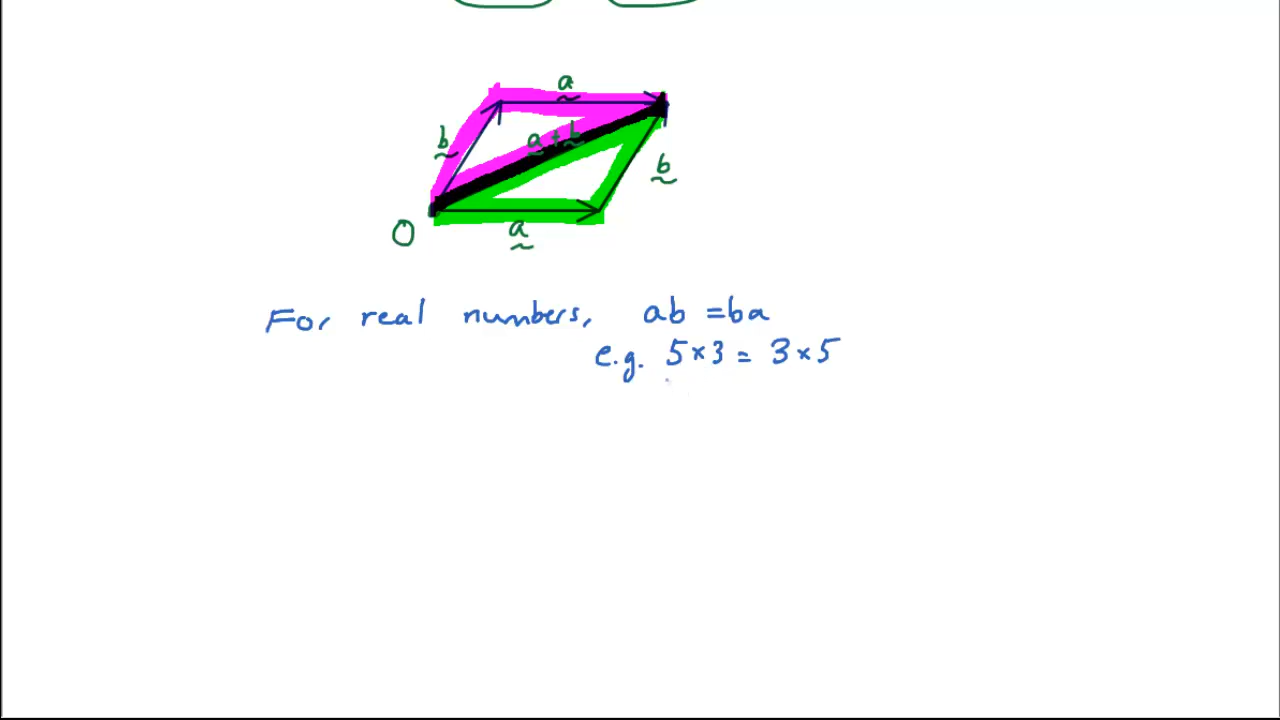 a
b
a + b
b
O
a
For real numbers, ab = ba
e.g. 5 × 3 = 3 × 5